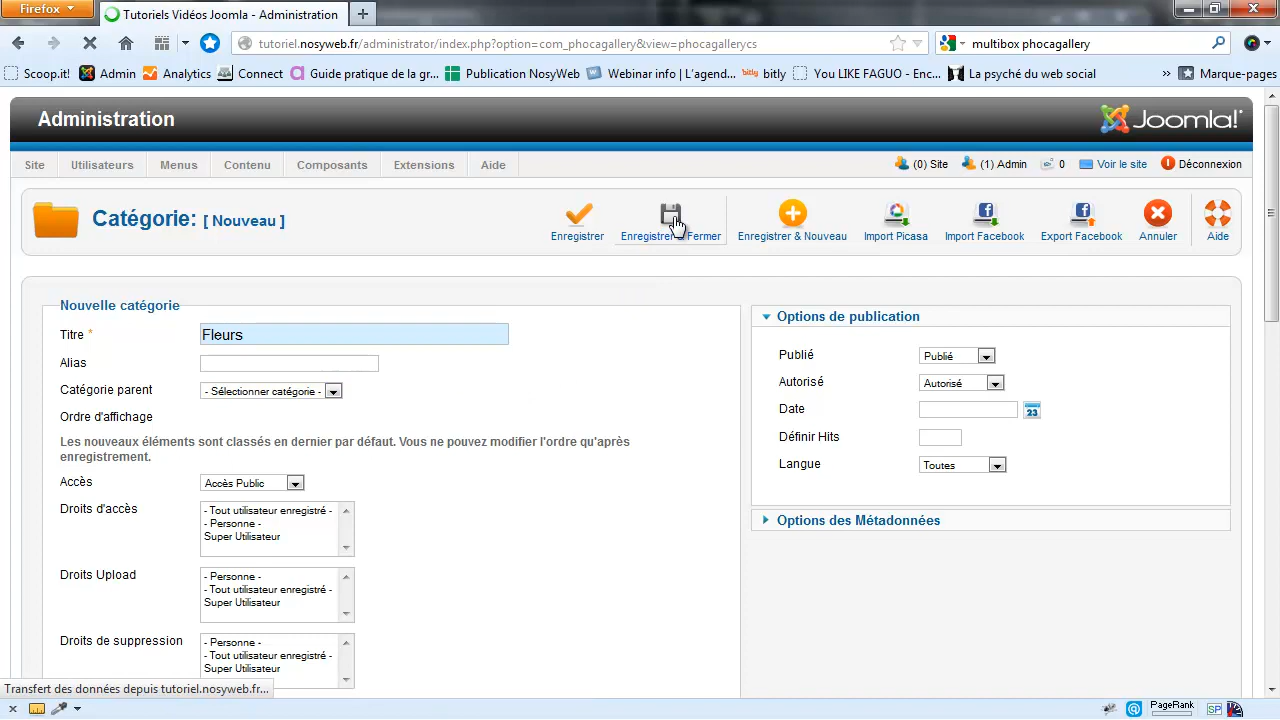 Firefox
Tutoriels Vidéos Joomla - Administration
tutoriel.nosyweb.fr/administrator/index.php?option=com_phocagallery&view=phocagallerycs
multibox phocagallery
Scoop.it! Admin Analytics Connect Guide pratique de la gr... Publication NosyWeb Webinar info | L'agend... bitly bitly You LIKE FAGUO - Enc... La psyché du web social » Marque-pages
Administration
Joomla!
Site Utilisateurs Menus Contenu Composants Extensions Aide
(0) Site (1) Admin 0 Voir le site Déconnexion
Catégorie: [ Nouveau ]
Enregistrer Enregistrer & Fermer Enregistrer & Nouveau Import Picasa Import Facebook Export Facebook Annuler Aide
Nouvelle catégorie
Titre *
Fleurs
Alias
Catégorie parent
- Sélectionner catégorie -
Ordre d'affichage
Les nouveaux éléments sont classés en dernier par défaut. Vous ne pouvez modifier l'ordre qu'après
enregistrement.
Accès
Accès Public
Droits d'accès
- Tout utilisateur enregistré -
- Personne -
Super Utilisateur
Droits Upload
- Personne -
- Tout utilisateur enregistré -
Super Utilisateur
Droits de suppression
- Personne -
- Tout utilisateur enregistré -
Super Utilisateur
Options de publication
Publié
Publié
Autorisé
Autorisé
Date
23
Définir Hits
Langue
Toutes
Options des Métadonnées
Transfert des données depuis tutoriel.nosyweb.fr...
PageRank
SP